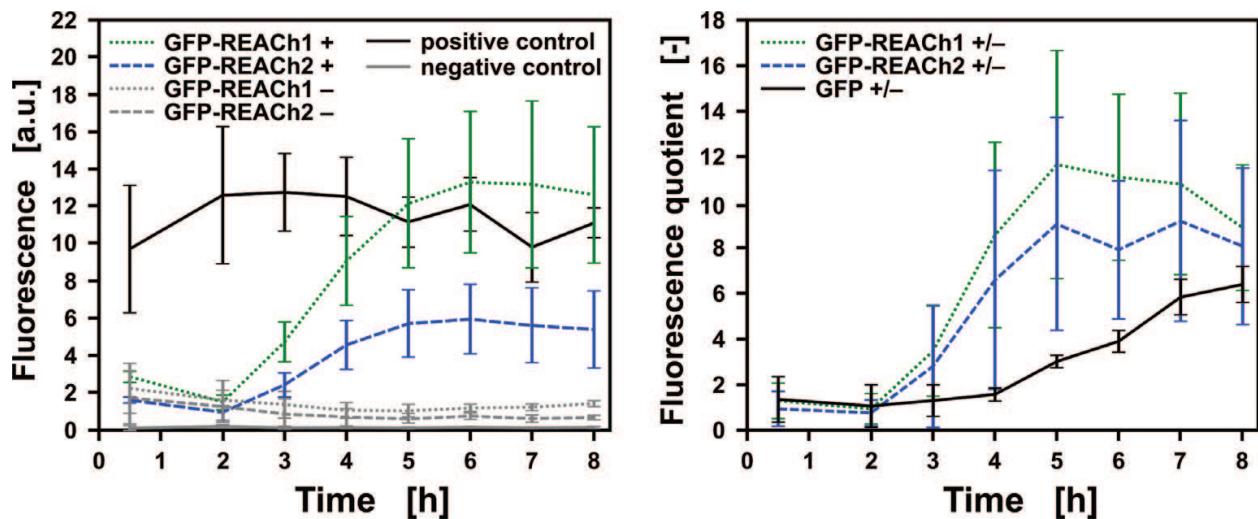 22
20
18
16
14
12
10
8
6
4
2
0
Fluorescence [a.u.]
GFP-REACh1 +
GFP-REACh2 +
GFP-REACh1 –
GFP-REACh2 –
positive control
negative control
0 1 2 3 4 5 6 7 8
Time [h]
18
16
14
12
10
8
6
4
2
0
Fluorescence quotient [-]
GFP-REACh1 +/–
GFP-REACh2 +/–
GFP +/–
0 1 2 3 4 5 6 7 8
Time [h]